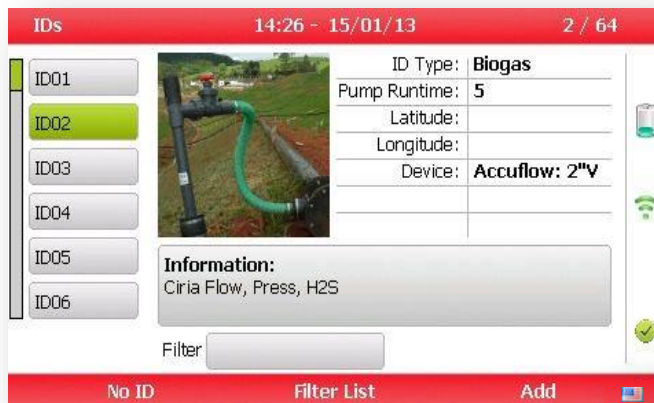 IDs 14:26 - 15/01/13 2 / 64
ID01
ID02
ID03
ID04
ID05
ID06
ID Type: Biogas
Pump Runtime: 5
Latitude:
Longitude:
Device: Accuflow: 2"V
Information:
Ciria Flow, Press, H2S
Filter
No ID Filter List Add